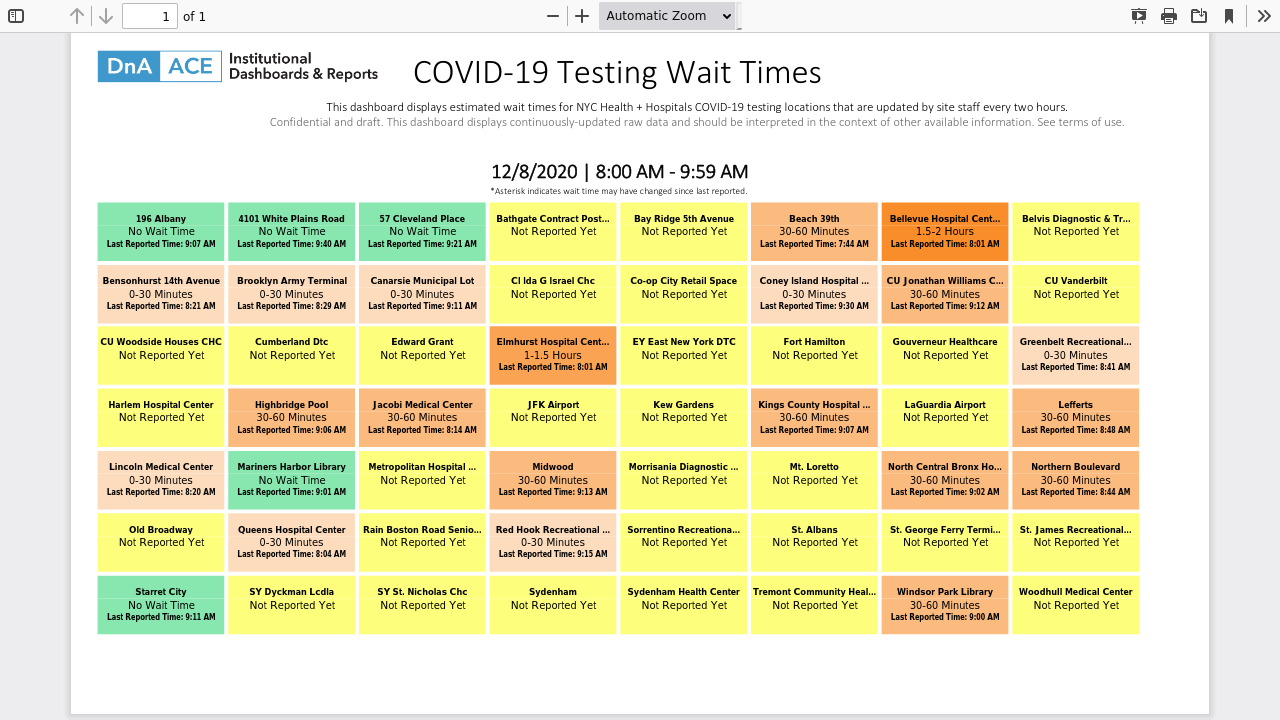 1 of 1
Automatic Zoom
DnA ACE Institutional Dashboards & Reports
COVID-19 Testing Wait Times
This dashboard displays estimated wait times for NYC Health + Hospitals COVID-19 testing locations that are updated by site staff every two hours.
Confidential and draft. This dashboard displays continuously-updated raw data and should be interpreted in the context of other available information. See terms of use.
12/8/2020 | 8:00 AM - 9:59 AM
*Asterisk indicates wait time may have changed since last reported.
196 Albany
No Wait Time
Last Reported Time: 9:07 AM
4101 White Plains Road
No Wait Time
Last Reported Time: 9:40 AM
57 Cleveland Place
No Wait Time
Last Reported Time: 9:21 AM
Bathgate Contract Post...
Not Reported Yet
Bay Ridge 5th Avenue
Not Reported Yet
Beach 39th
30-60 Minutes
Last Reported Time: 7:44 AM
Bellevue Hospital Cent...
1.5-2 Hours
Last Reported Time: 8:01 AM
Belvis Diagnostic & Tr...
Not Reported Yet
Bensonhurst 14th Avenue
0-30 Minutes
Last Reported Time: 8:21 AM
Brooklyn Army Terminal
0-30 Minutes
Last Reported Time: 8:29 AM
Canarsie Municipal Lot
0-30 Minutes
Last Reported Time: 9:11 AM
Cl Ida G Israel Chc
Not Reported Yet
Co-op City Retail Space
Not Reported Yet
Coney Island Hospital ...
0-30 Minutes
Last Reported Time: 9:30 AM
CU Jonathan Williams C...
30-60 Minutes
Last Reported Time: 9:12 AM
CU Vanderbilt
Not Reported Yet
CU Woodside Houses CHC
Not Reported Yet
Cumberland Dtc
Not Reported Yet
Edward Grant
Not Reported Yet
Elmhurst Hospital Cent...
1-1.5 Hours
Last Reported Time: 8:01 AM
EY East New York DTC
Not Reported Yet
Fort Hamilton
Not Reported Yet
Gouverneur Healthcare
Not Reported Yet
Greenbelt Recreational...
0-30 Minutes
Last Reported Time: 8:41 AM
Harlem Hospital Center
Not Reported Yet
Highbridge Pool
30-60 Minutes
Last Reported Time: 9:06 AM
Jacobi Medical Center
30-60 Minutes
Last Reported Time: 8:14 AM
JFK Airport
Not Reported Yet
Kew Gardens
Not Reported Yet
Kings County Hospital ...
30-60 Minutes
Last Reported Time: 9:07 AM
LaGuardia Airport
Not Reported Yet
Lefferts
30-60 Minutes
Last Reported Time: 8:48 AM
Lincoln Medical Center
0-30 Minutes
Last Reported Time: 8:20 AM
Mariners Harbor Library
No Wait Time
Last Reported Time: 9:01 AM
Metropolitan Hospital ...
Not Reported Yet
Midwood
30-60 Minutes
Last Reported Time: 9:13 AM
Morrisania Diagnostic ...
Not Reported Yet
Mt. Loretto
Not Reported Yet
North Central Bronx Ho...
30-60 Minutes
Last Reported Time: 9:02 AM
Northern Boulevard
30-60 Minutes
Last Reported Time: 8:44 AM
Old Broadway
Not Reported Yet
Queens Hospital Center
0-30 Minutes
Last Reported Time: 8:04 AM
Rain Boston Road Senio...
Not Reported Yet
Red Hook Recreational ...
0-30 Minutes
Last Reported Time: 9:15 AM
Sorrentino Recreationa...
Not Reported Yet
St. Albans
Not Reported Yet
St. George Ferry Termi...
Not Reported Yet
St. James Recreational...
Not Reported Yet
Starret City
No Wait Time
Last Reported Time: 9:11 AM
SY Dyckman Lcdla
Not Reported Yet
SY St. Nicholas Chc
Not Reported Yet
Sydenham
Not Reported Yet
Sydenham Health Center
Not Reported Yet
Tremont Community Heal...
Not Reported Yet
Windsor Park Library
30-60 Minutes
Last Reported Time: 9:00 AM
Woodhull Medical Center
Not Reported Yet